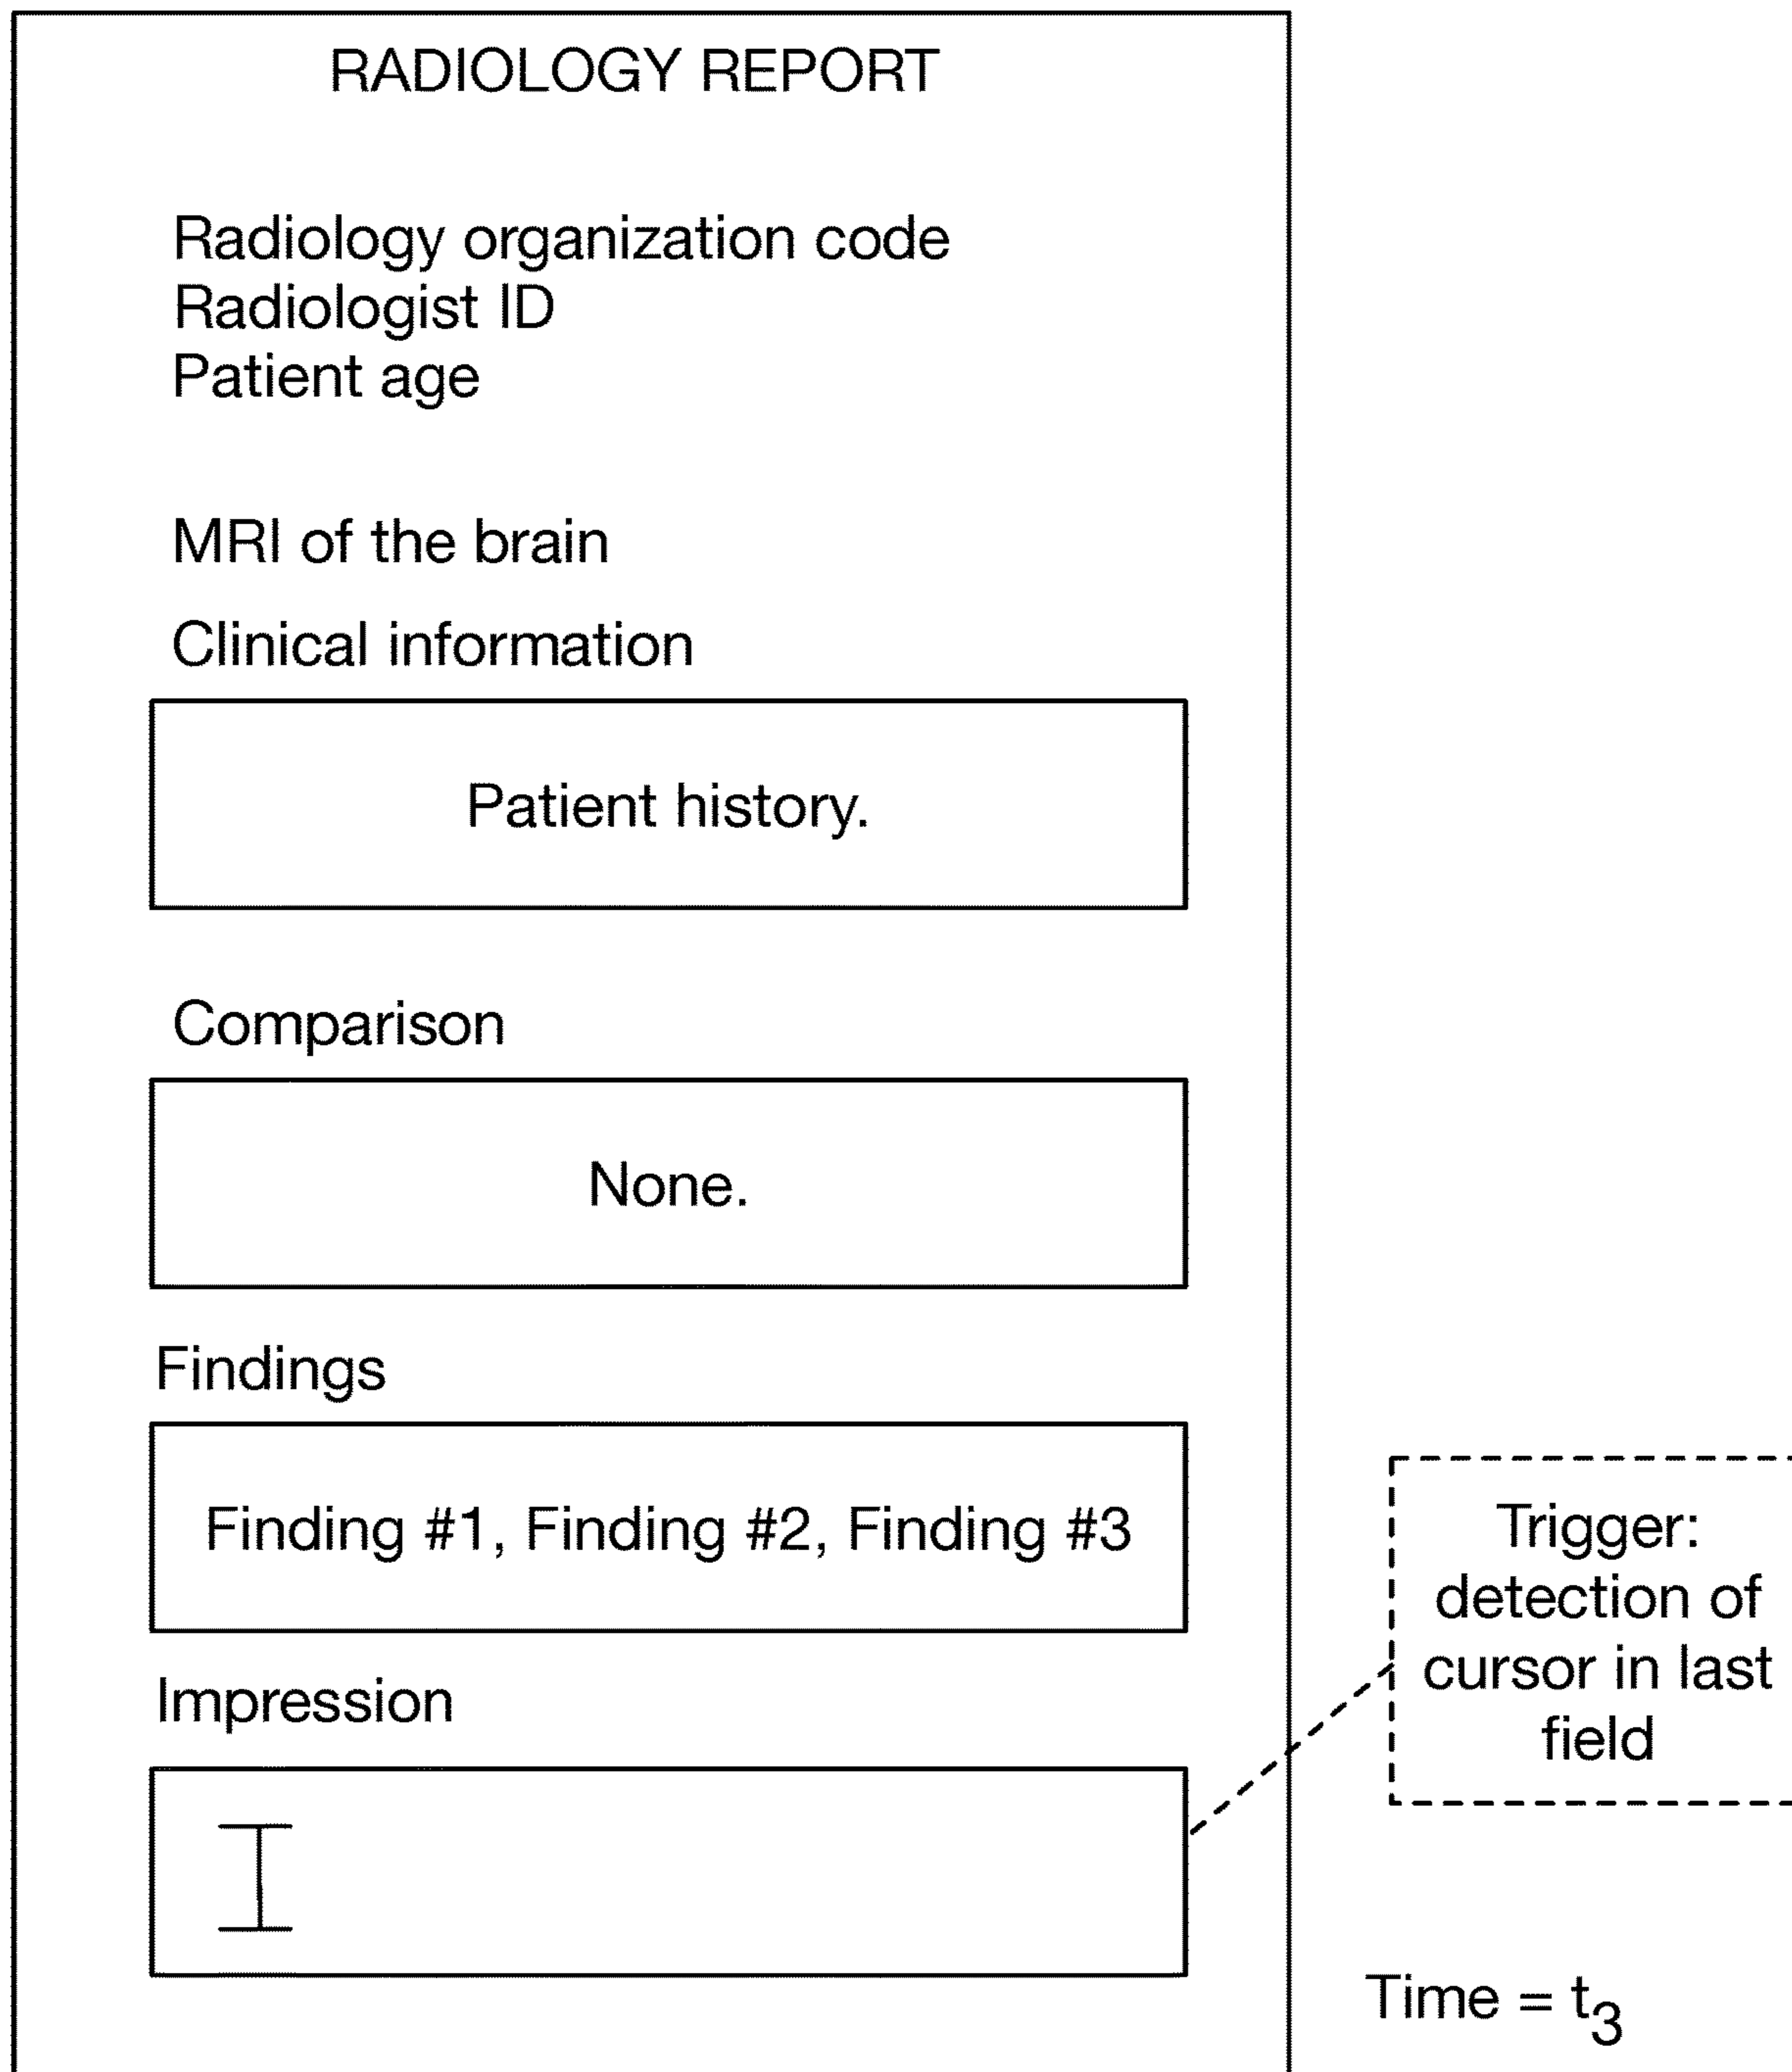 RADIOLOGY REPORT
Radiology organization code
Radiologist ID
Patient age
MRI of the brain
Clinical information
Patient history.
Comparison
None.
Findings
Finding #1, Finding #2, Finding #3
Impression
Trigger:
detection of
cursor in last
field
Time = t3